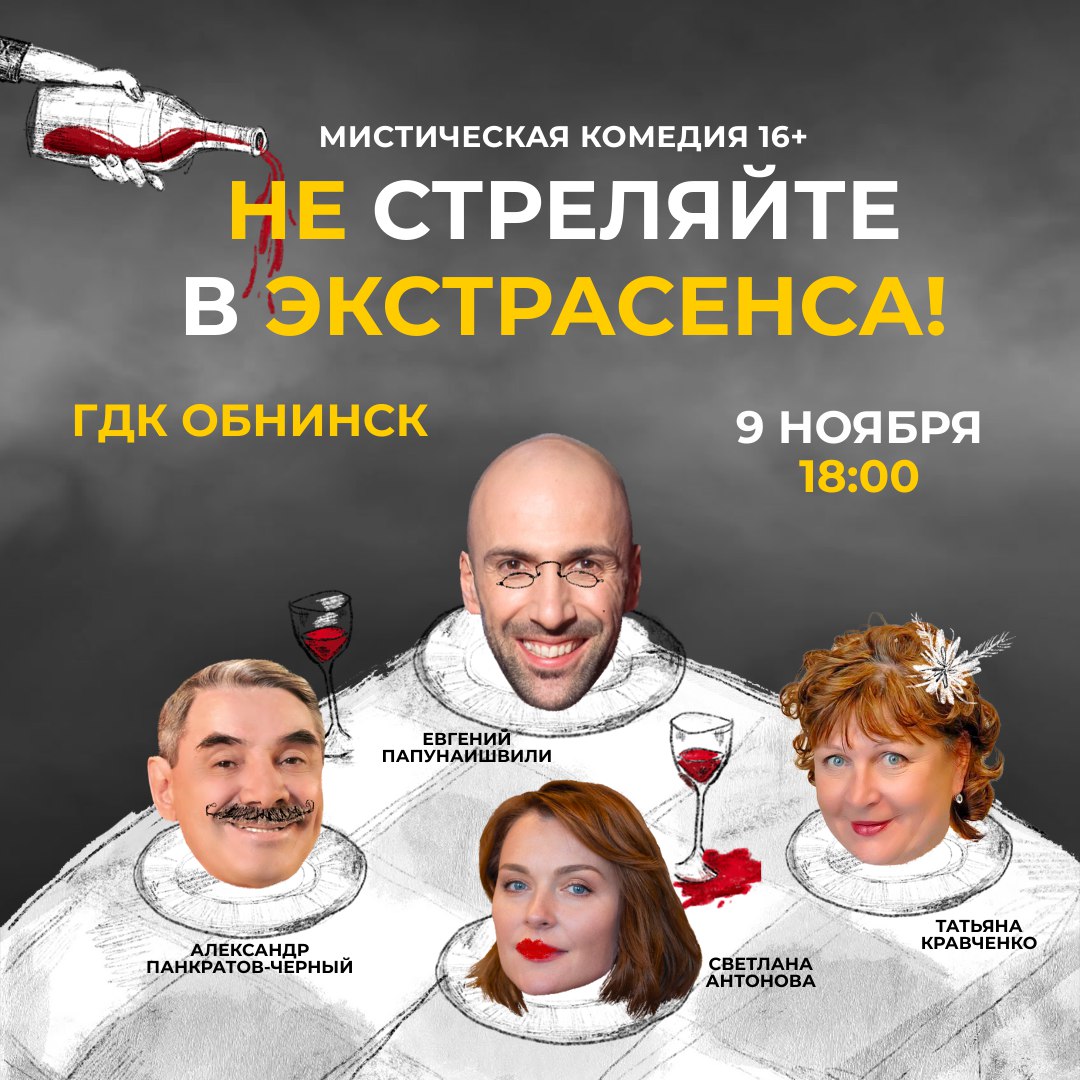 МИСТИЧЕСКАЯ КОМЕДИЯ 16+
НЕ СТРЕЛЯЙТЕ
В ЭКСТРАСЕНСА!
ГДК ОБНИНСК
9 НОЯБРЯ
18:00
ЕВГЕНИЙ
ПАПУНАИШВИЛИ
АЛЕКСАНДР
ПАНКРАТОВ-ЧЕРНЫЙ
СВЕТЛАНА
АНТОНОВА
ТАТЬЯНА
КРАВЧЕНКО